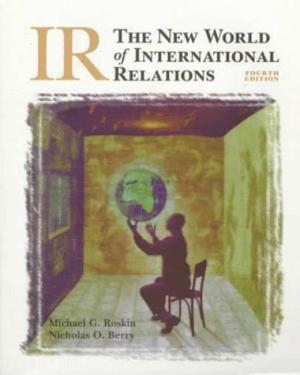 IR
THE NEW WORLD
of INTERNATIONAL
RELATIONS
FOURTH
EDITION
Michael G. Roskin
Nicholas O. Berry